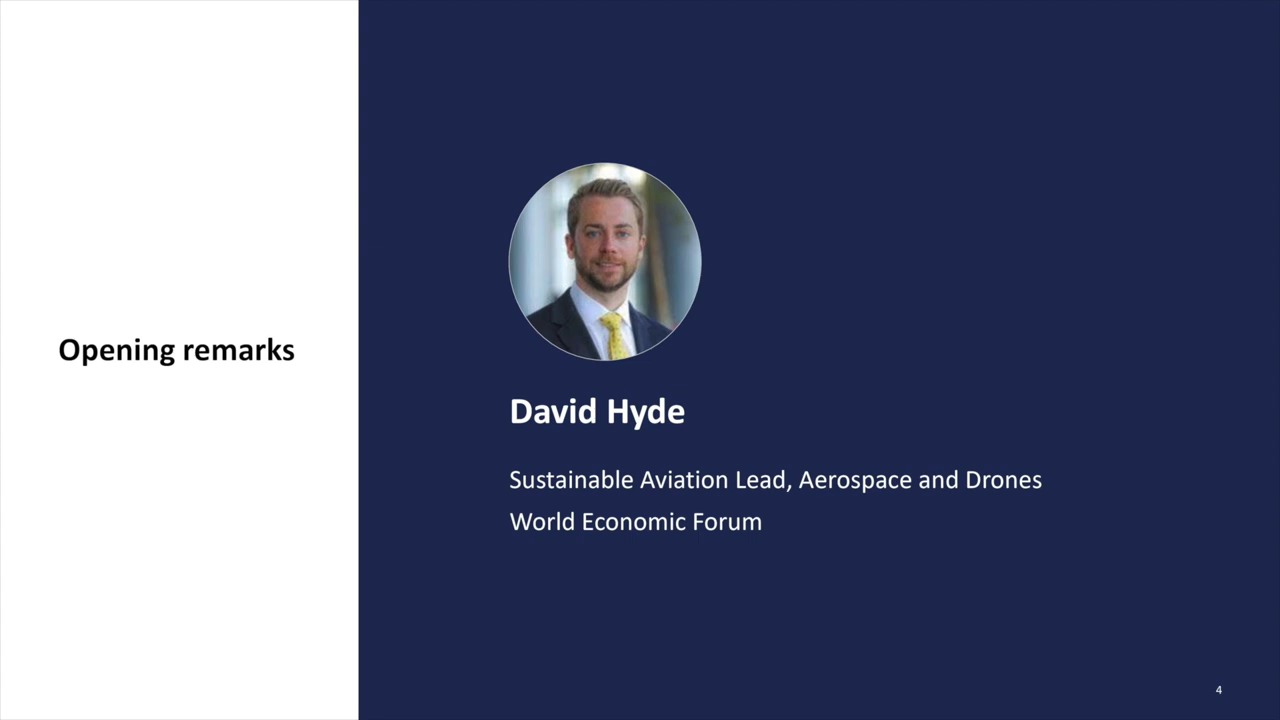 Opening remarks
David Hyde
Sustainable Aviation Lead, Aerospace and Drones
World Economic Forum
4